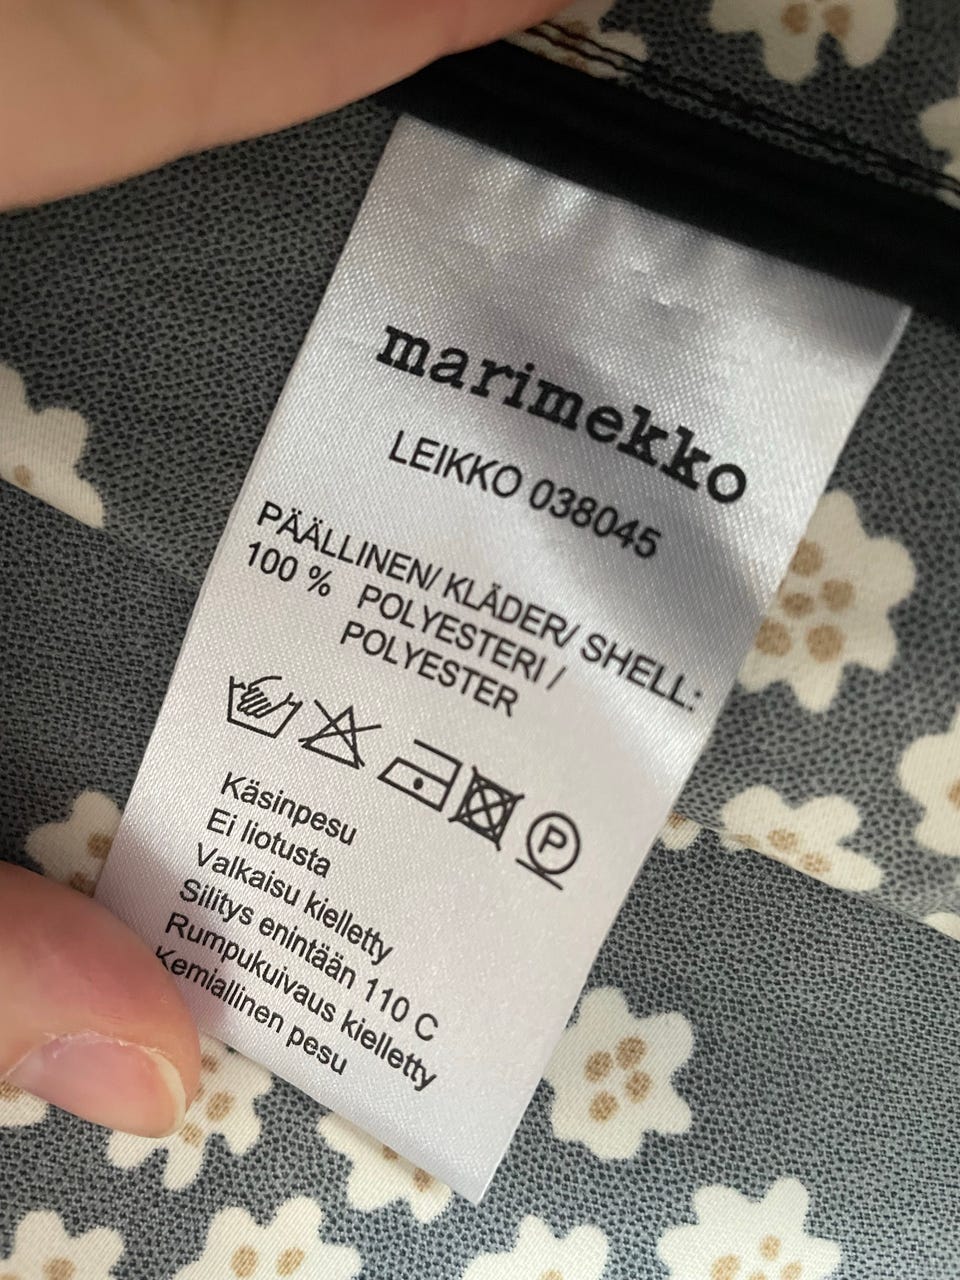 marimekko
LEIKKO 038045
PÄÄLLINEN/ KLÄDER/ SHELL:
100 % POLYESTERI /
POLYESTER
P
Käsinpesu
Ei liotusta
Valkaisu kielletty
Silitys enintään 110 C
Rumpukuivaus kielletty
Kemiallinen pesu